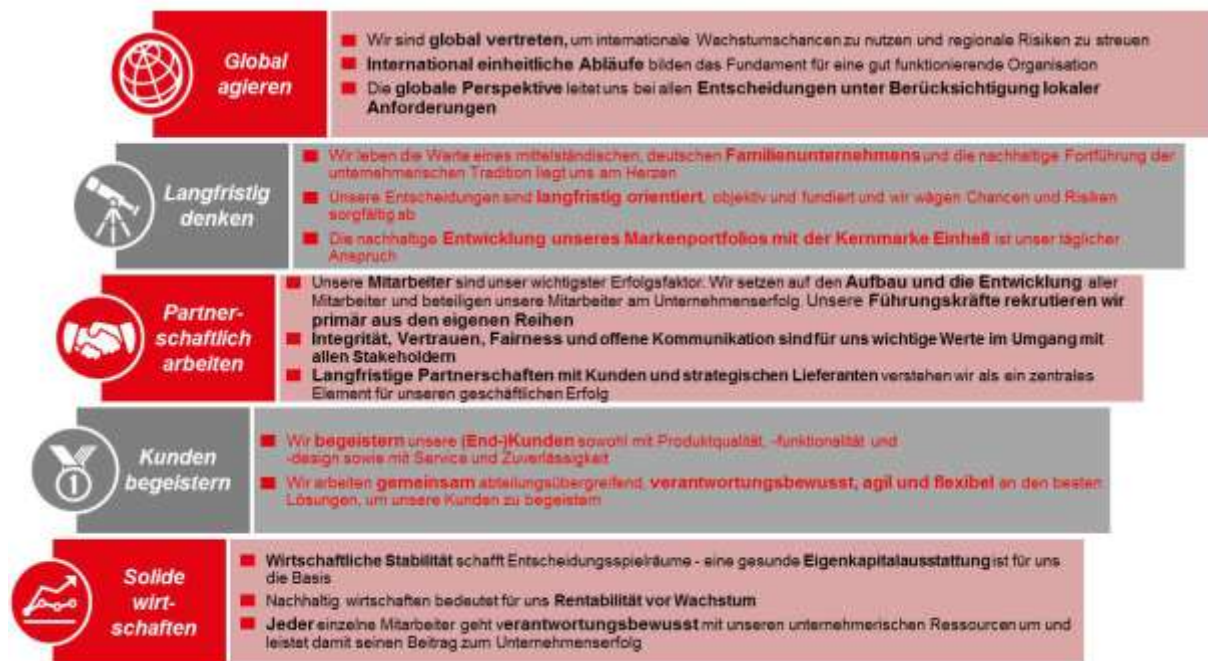 Global
agieren
Wir sind global vertreten, um internationale Wachstumschancen zu nutzen und regionale Risiken zu streuen
International einheitliche Abläufe bilden das Fundament für eine gut funktionierende Organisation
Die globale Perspektive leitet uns bei allen Entscheidungen unter Berücksichtigung lokaler
Anforderungen
Langfristig
denken
Wir leben die Werte eines mittelständischen, deutschen Familienunternehmens und die nachhaltige Fortführung der
unternehmerischen Tradition liegt uns am Herzen
Unsere Entscheidungen sind langfristig orientiert, objektiv und fundiert und wir wägen Chancen und Risiken
sorgfältig ab
Die nachhaltige Entwicklung unseres Markenportfolios mit der Kernmarke Einhell ist unser täglicher
Anspruch
Partner-
schaftlich
arbeiten
Unsere Mitarbeiter sind unser wichtigster Erfolgsfaktor. Wir setzen auf den Aufbau und die Entwicklung aller
Mitarbeiter und beteiligen unsere Mitarbeiter am Unternehmenserfolg. Unsere Führungskräfte rekrutieren wir
primär aus den eigenen Reihen
Integrität, Vertrauen, Fairness und offene Kommunikation sind für uns wichtige Werte im Umgang mit
allen Stakeholdern
Langfristige Partnerschaften mit Kunden und strategischen Lieferanten verstehen wir als ein zentrales
Element für unseren geschäftlichen Erfolg
Kunden
begeistern
1
Wir begeistern unsere (End-)Kunden sowohl mit Produktqualität, -funktionalität und
-design sowie mit Service und Zuverlässigkeit
Wir arbeiten gemeinsam abteilungsübergreifend, verantwortungsbewusst, agil und flexibel an den besten
Lösungen, um unsere Kunden zu begeistern
Solide
wirt-
schaften
Wirtschaftliche Stabilität schafft Entscheidungsspielräume - eine gesunde Eigenkapitalausstattung ist für uns
die Basis
Nachhaltig wirtschaften bedeutet für uns Rentabilität vor Wachstum
Jeder einzelne Mitarbeiter geht verantwortungsbewusst mit unseren unternehmerischen Ressourcen um und
leistet damit seinen Beitrag zum Unternehmenserfolg